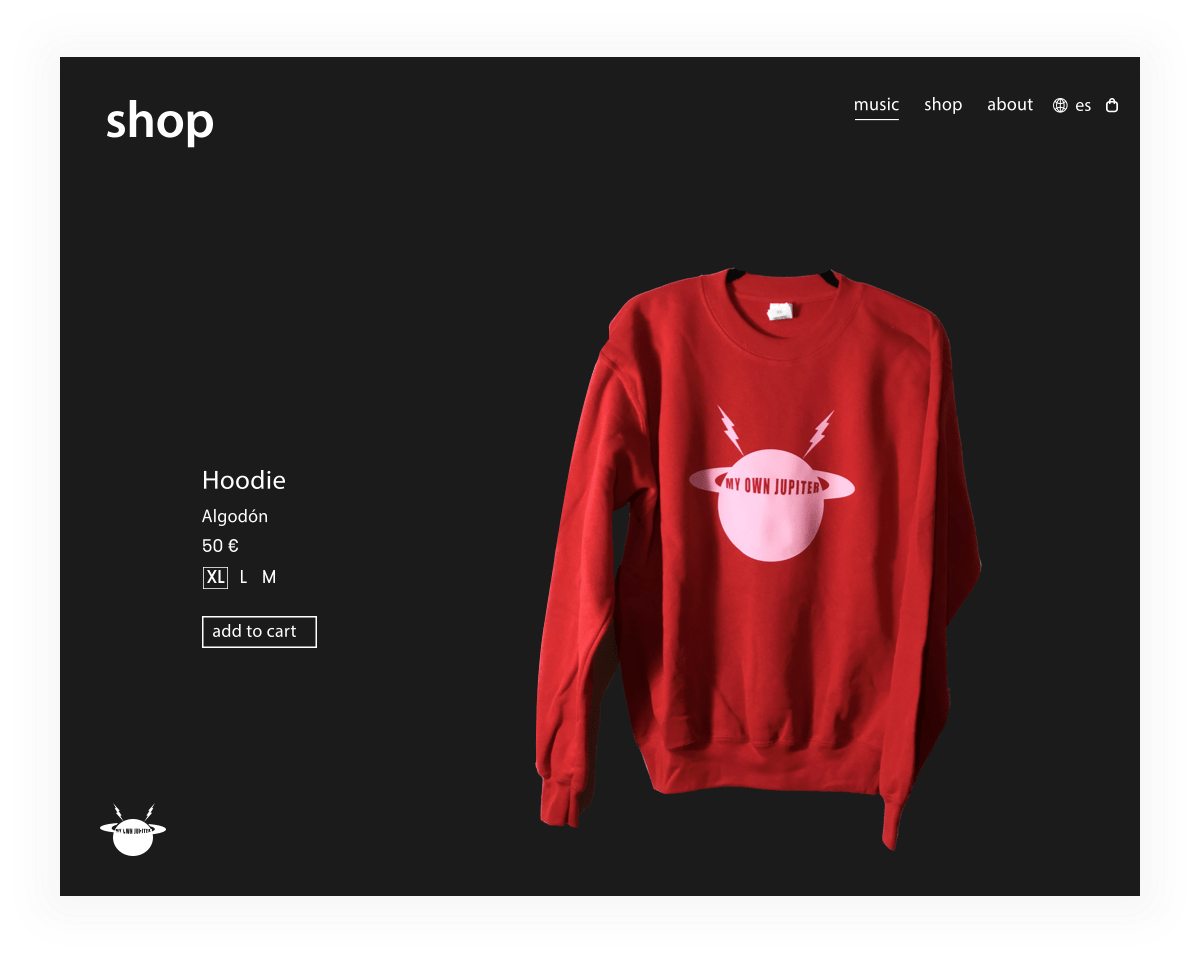 shop
music shop about es
MY OWN JUPITER
Hoodie
Algodón
50 €
XL L M
add to cart
MY OWN JUPITER